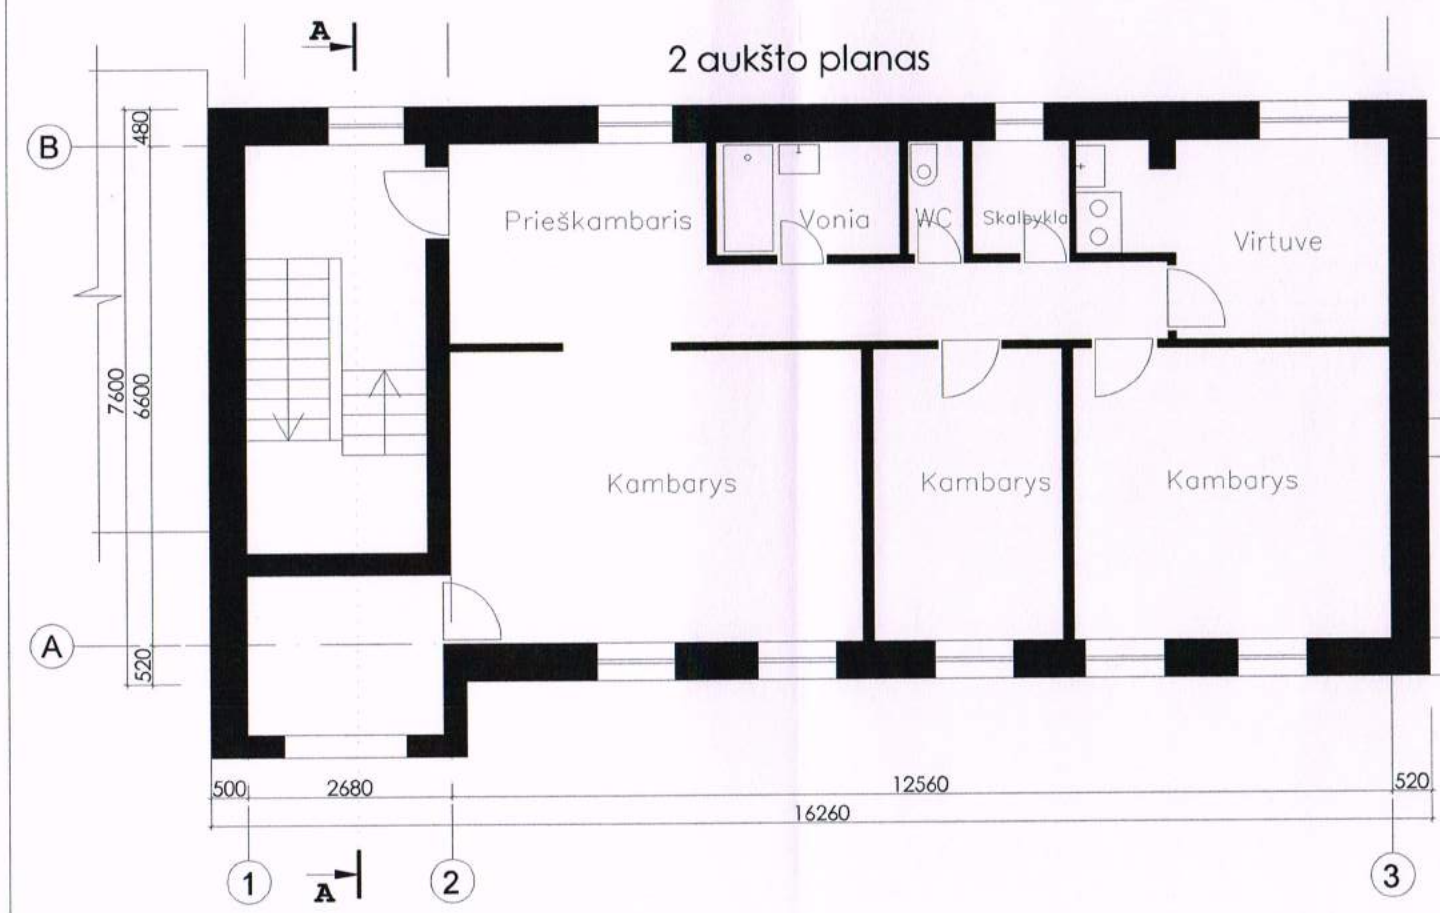 A
2 aukšto planas
B
480
Prieškambaris
Vonia
WC
Skalbykla
Virtuve
7600
6600
Kambarys
Kambarys
Kambarys
A
520
500
2680
12560
520
16260
1
A
2
3